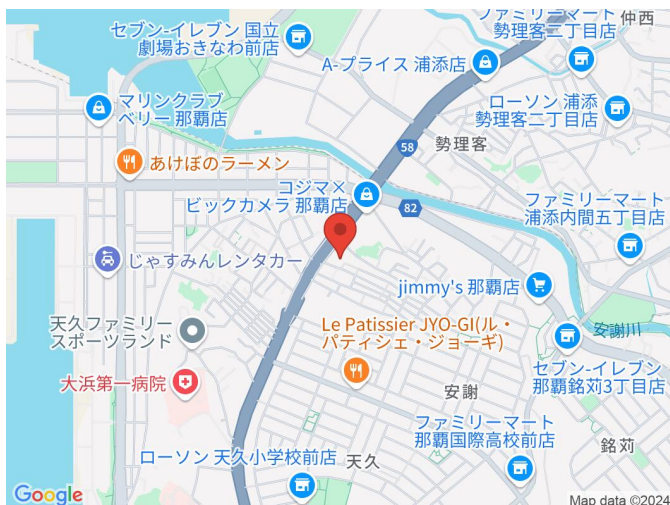 ファミリーマート
勢理客二丁目店
仲西
セブン-イレブン 国立
劇場おきなわ前店
A-プライス 浦添店
マリンクラブ
ベリー 那覇店
ローソン 浦添
勢理客二丁目店
58
勢理客
あけぼのラーメン
コジマ×
ビックカメラ 那覇店
82
ファミリーマート
浦添内間五丁目店
じゃすみんレンタカー
jimmy's 那覇店
天久ファミリー
スポーツランド
Le Patissier JYO-GI(ル・
パティシェ・ジョーギ)
安謝川
大浜第一病院
セブン-イレブン
那覇銘苅3丁目店
安謝
ファミリーマート
那覇国際高校前店
銘苅
ローソン 天久小学校前店
天久
Google
Map data ©2024